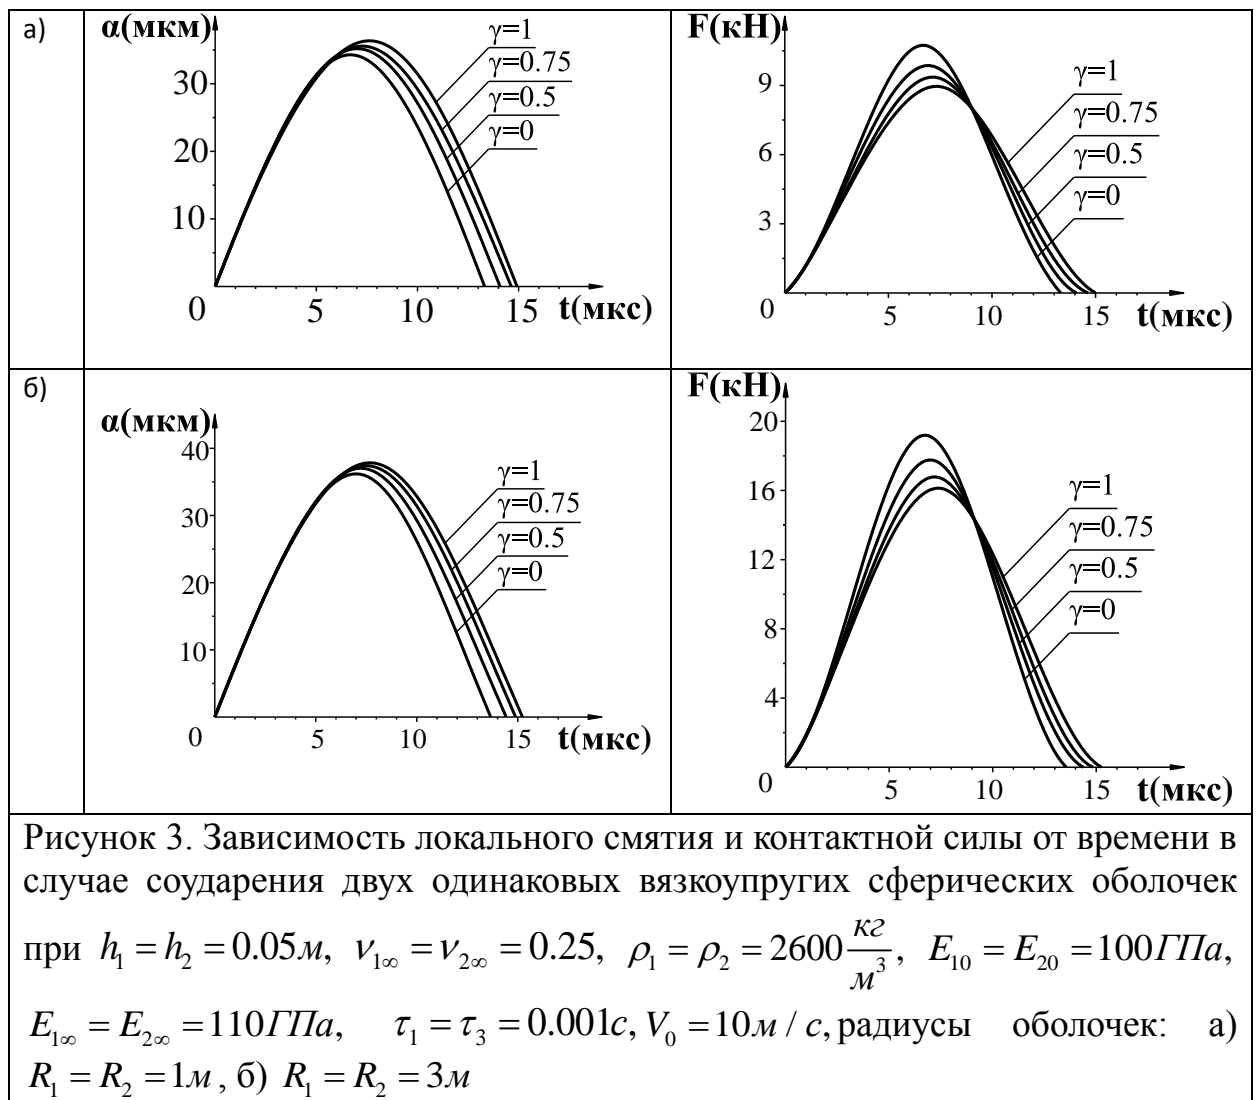 а)
α(мкм)
γ=1
γ=0.75
γ=0.5
γ=0
30
20
10
0
5
10
15
t(мкс)
F(кН)
γ=1
γ=0.75
γ=0.5
γ=0
9
6
3
0
5
10
15
t(мкс)
б)
α(мкм)
γ=1
γ=0.75
γ=0.5
γ=0
40
30
20
10
0
5
10
15
t(мкс)
F(кН)
γ=1
γ=0.75
γ=0.5
γ=0
20
16
12
8
4
0
5
10
15
t(мкс)
Рисунок 3. Зависимость локального смятия и контактной силы от времени в
случае соударения двух одинаковых вязкоупругих сферических оболочек
при h₁ = h₂ = 0.05м, ν₁∞ = ν₂∞ = 0.25, ρ₁ = ρ₂ = 2600 кг/м³, E₁₀ = E₂₀ = 100ГПа,
E₁∞ = E₂∞ = 110ГПа, τ₁ = τ₃ = 0.001с, V₀ = 10м / с, радиусы оболочек: а)
R₁ = R₂ = 1м, б) R₁ = R₂ = 3м